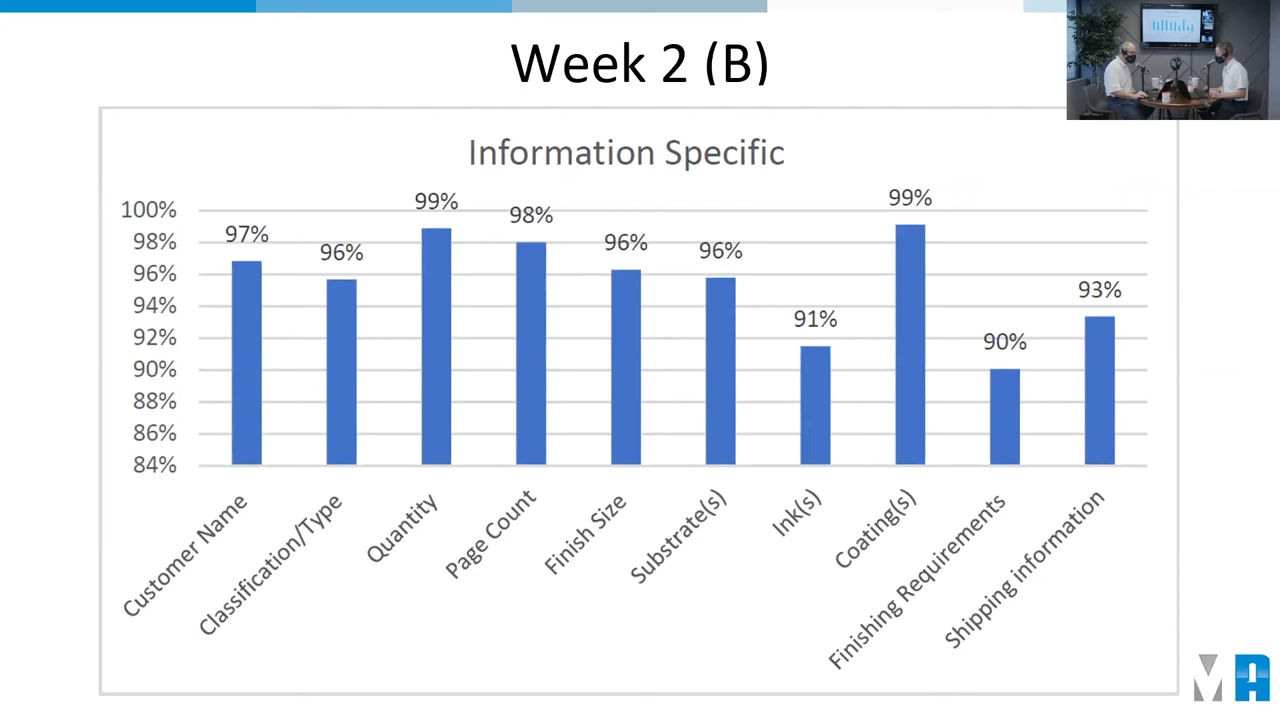 Week 2 (B)
Information Specific
100%
98%
96%
94%
92%
90%
88%
86%
84%
97%
96%
99%
98%
96%
96%
91%
99%
90%
93%
Customer Name
Classification/Type
Quantity
Page Count
Finish Size
Substrate(s)
Ink(s)
Coating(s)
Finishing Requirements
Shipping information
MA